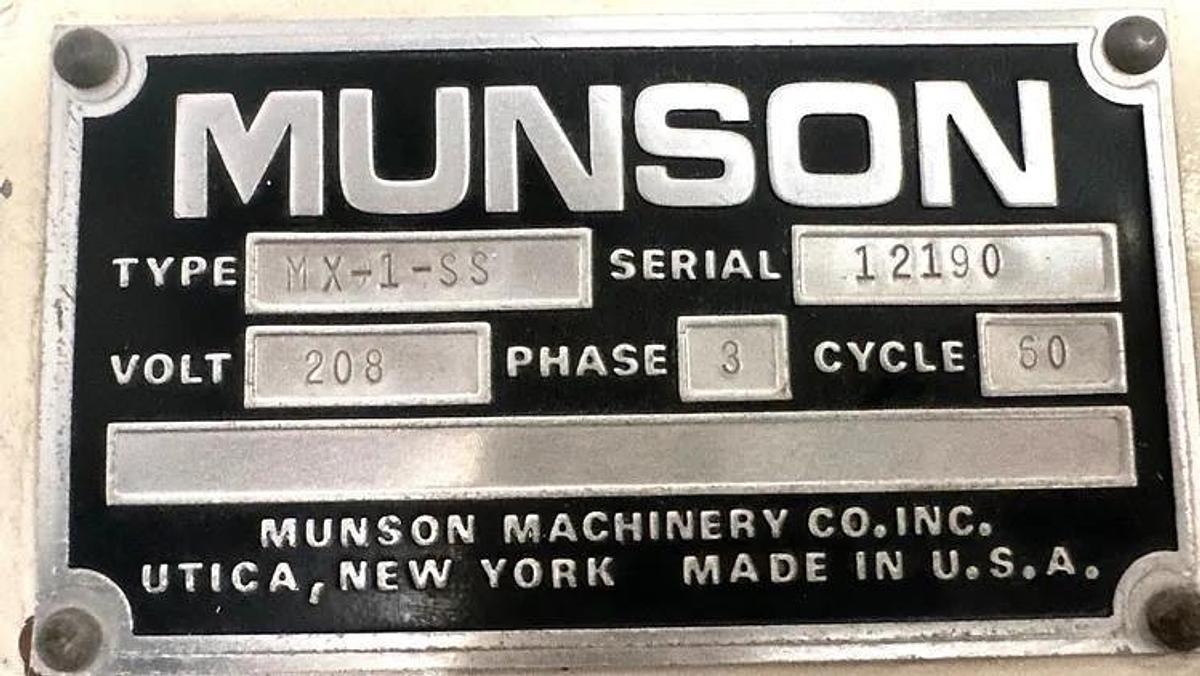 MUNSON
TYPE MX-1-SS SERIAL 12190
VOLT 208 PHASE 3 CYCLE 60
MUNSON MACHINERY CO.INC.
UTICA, NEW YORK MADE IN U.S.A.